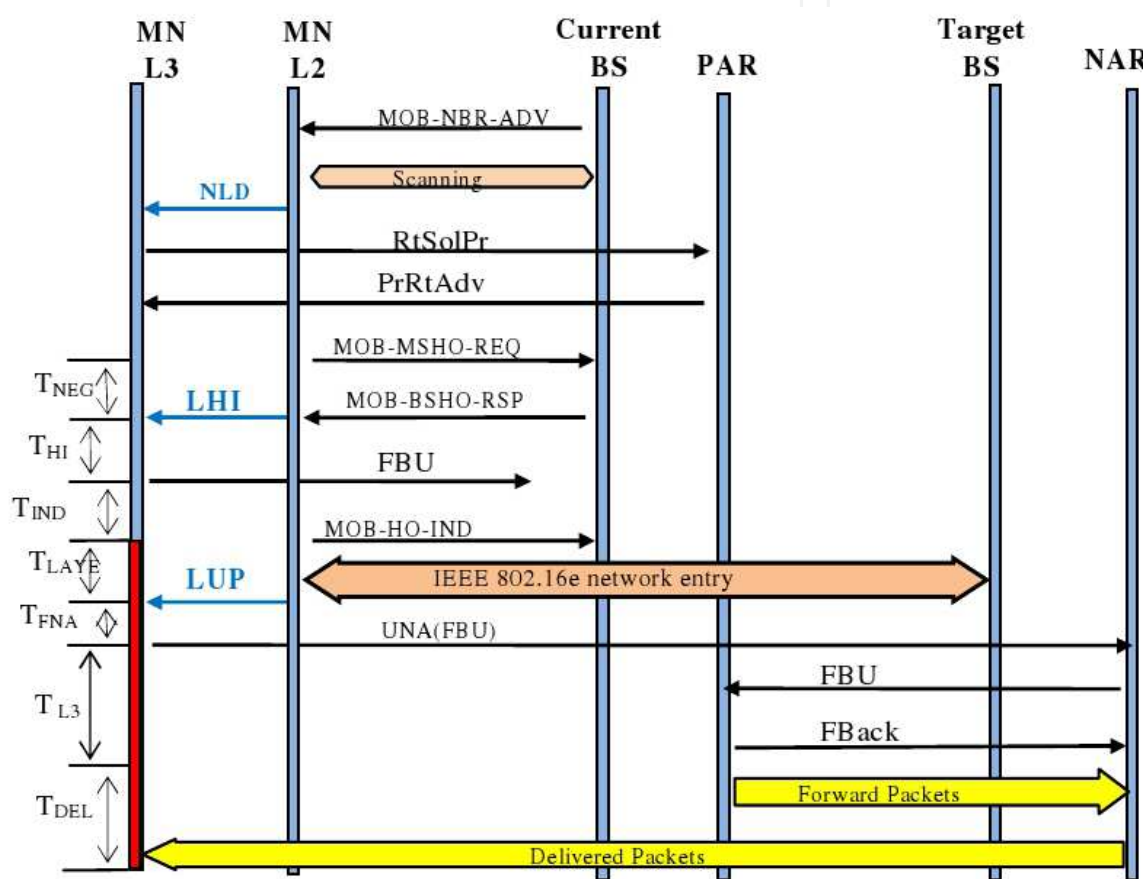 MN L3
MN L2
Current BS
PAR
Target BS
NAR
MOB-NBR-ADV
Scanning
NLD
RtSolPr
PrRtAdv
MOB-MSHO-REQ
TNEG
LHI
MOB-BSHO-RSP
THI
FBU
TIND
MOB-HO-IND
TLAYE
LUP
IEEE 802.16e network entry
TFNA
UNA(FBU)
FBU
T L3
FBack
Forward Packets
TDEL
Delivered Packets